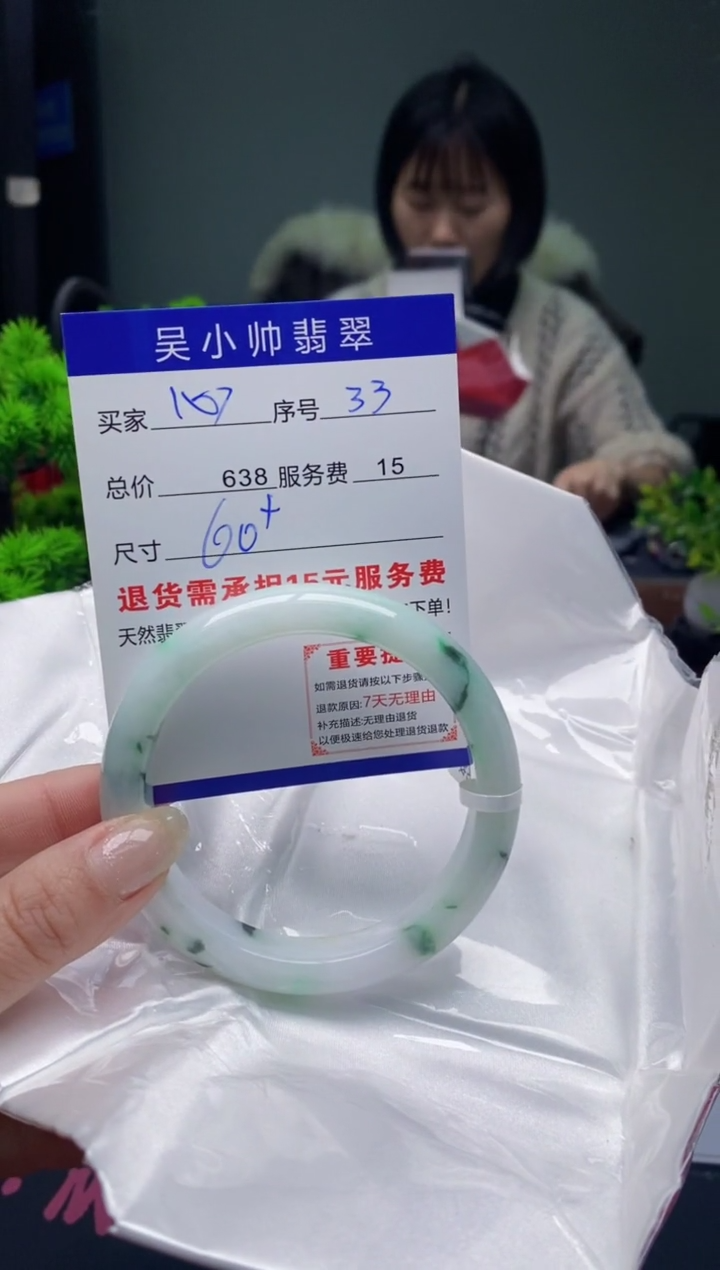 吴小帅翡翠
买家 107 序号 33
总价 638 服务费 15
尺寸 60+
退货需承担15元服务费
天然翡 下单!
重要
如需退货请按以下步骤
退款原因:7天无理由
补充描述:无理由退货
以便极速给您处理退货退款